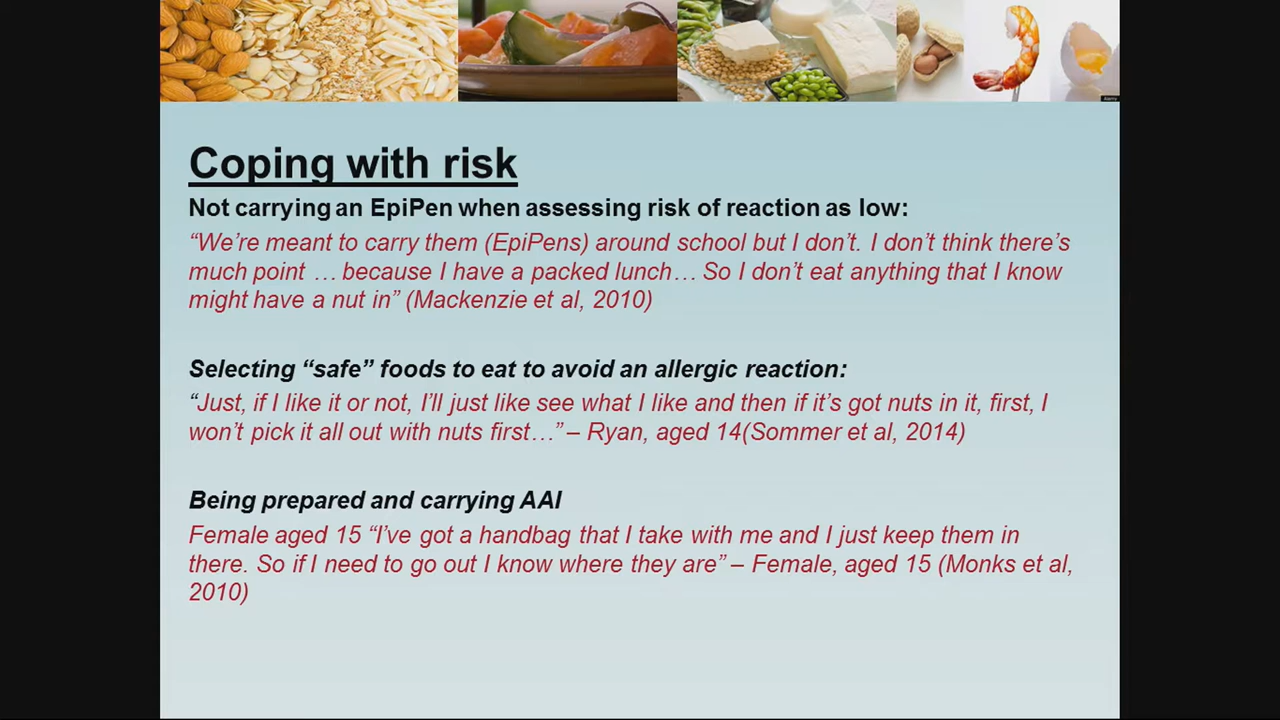 Coping with risk
Not carrying an EpiPen when assessing risk of reaction as low:
“We’re meant to carry them (EpiPens) around school but I don’t. I don’t think there’s
much point … because I have a packed lunch… So I don’t eat anything that I know
might have a nut in” (Mackenzie et al, 2010)
Selecting “safe” foods to eat to avoid an allergic reaction:
“Just, if I like it or not, I’ll just like see what I like and then if it’s got nuts in it, first, I
won’t pick it all out with nuts first…” – Ryan, aged 14(Sommer et al, 2014)
Being prepared and carrying AAI
Female aged 15 “I’ve got a handbag that I take with me and I just keep them in
there. So if I need to go out I know where they are” – Female, aged 15 (Monks et al,
2010)